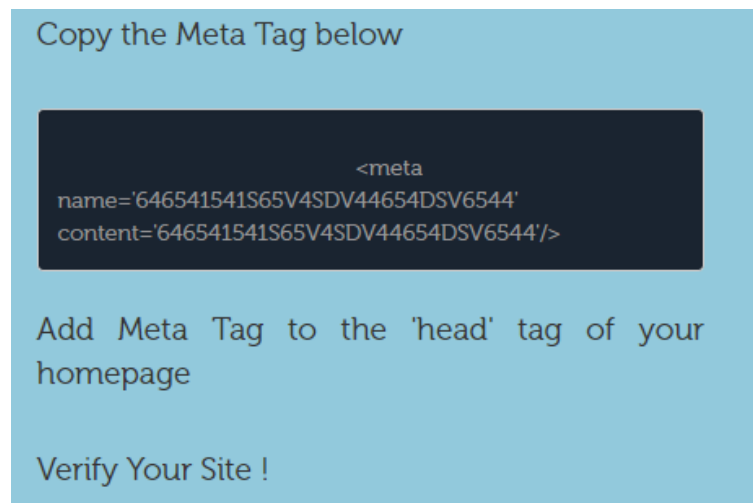 Copy the Meta Tag below
<meta
name='646541541S65V4SDV44654DSV6544'
content='646541541S65V4SDV44654DSV6544'/>
Add Meta Tag to the 'head' tag of your
homepage
Verify Your Site !